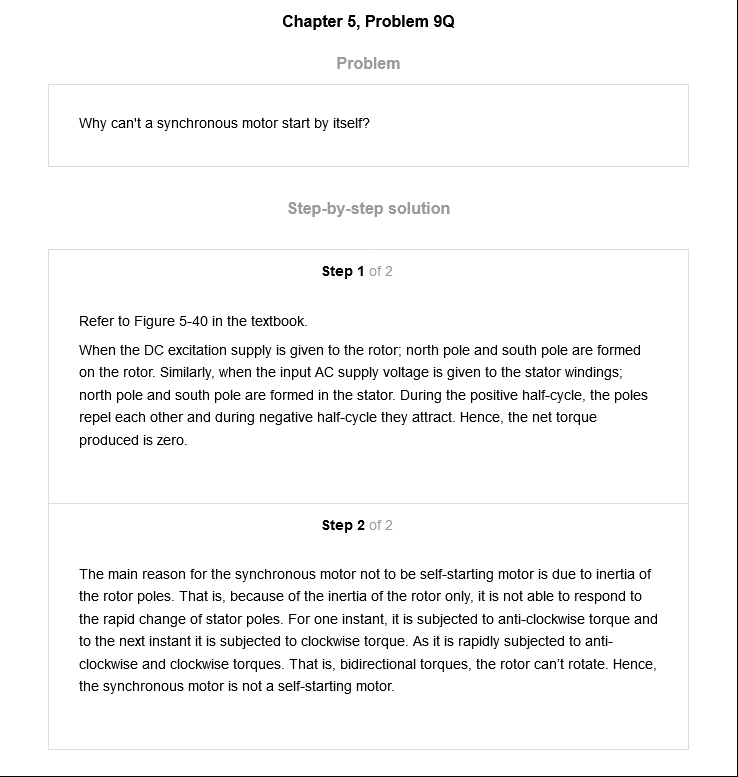 Chapter 5, Problem 9Q
Problem
Why can't a synchronous motor start by itself?
Step-by-step solution
Step 1 of 2
Refer to Figure 5-40 in the textbook.
When the DC excitation supply is given to the rotor; north pole and south pole are formed
on the rotor. Similarly, when the input AC supply voltage is given to the stator windings;
north pole and south pole are formed in the stator. During the positive half-cycle, the poles
repel each other and during negative half-cycle they attract. Hence, the net torque
produced is zero.
Step 2 of 2
The main reason for the synchronous motor not to be self-starting motor is due to inertia of
the rotor poles. That is, because of the inertia of the rotor only, it is not able to respond to
the rapid change of stator poles. For one instant, it is subjected to anti-clockwise torque and
to the next instant it is subjected to clockwise torque. As it is rapidly subjected to anti-
clockwise and clockwise torques. That is, bidirectional torques, the rotor can't rotate. Hence,
the synchronous motor is not a self-starting motor.